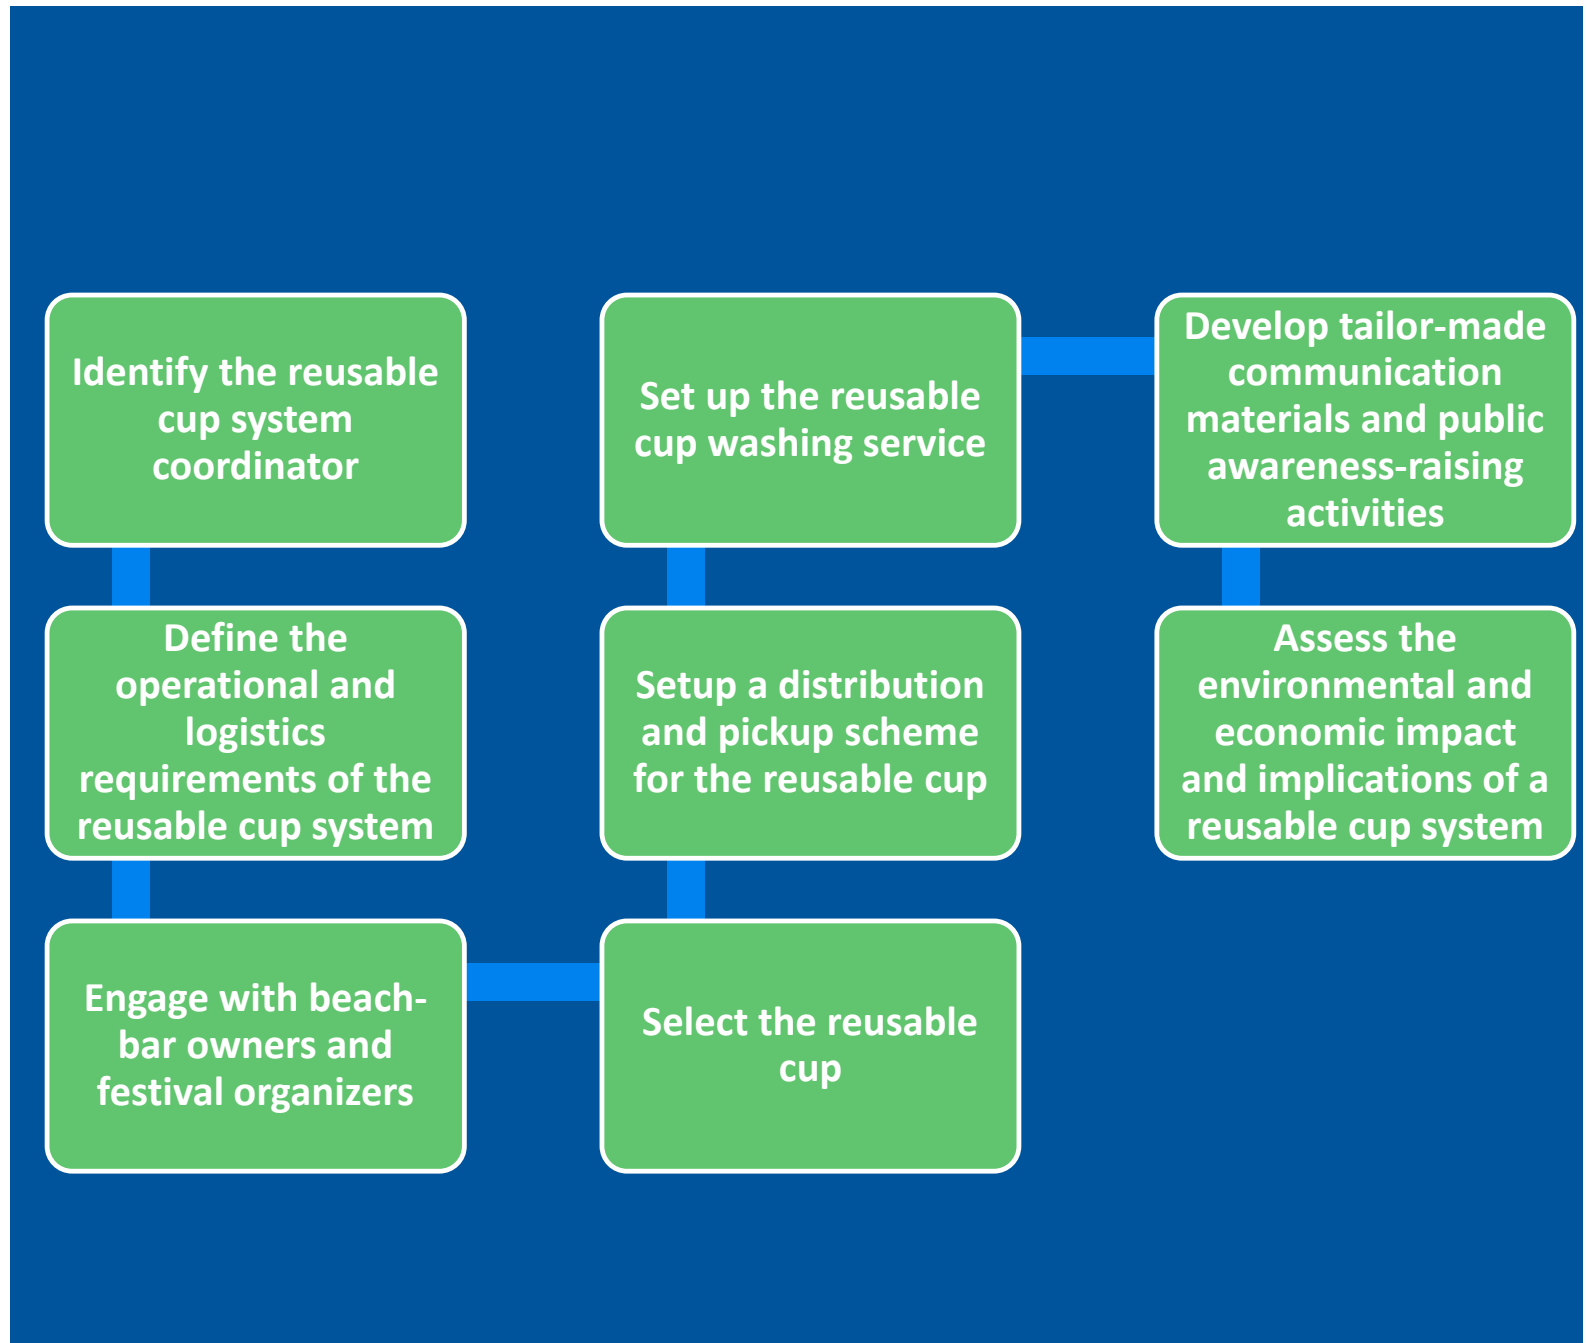 Identify the reusable
cup system
coordinator
Define the
operational and
logistics
requirements of the
reusable cup system
Engage with beach-
bar owners and
festival organizers
Select the reusable
cup
Setup a distribution
and pickup scheme
for the reusable cup
Set up the reusable
cup washing service
Develop tailor-made
communication
materials and public
awareness-raising
activities
Assess the
environmental and
economic impact
and implications of a
reusable cup system